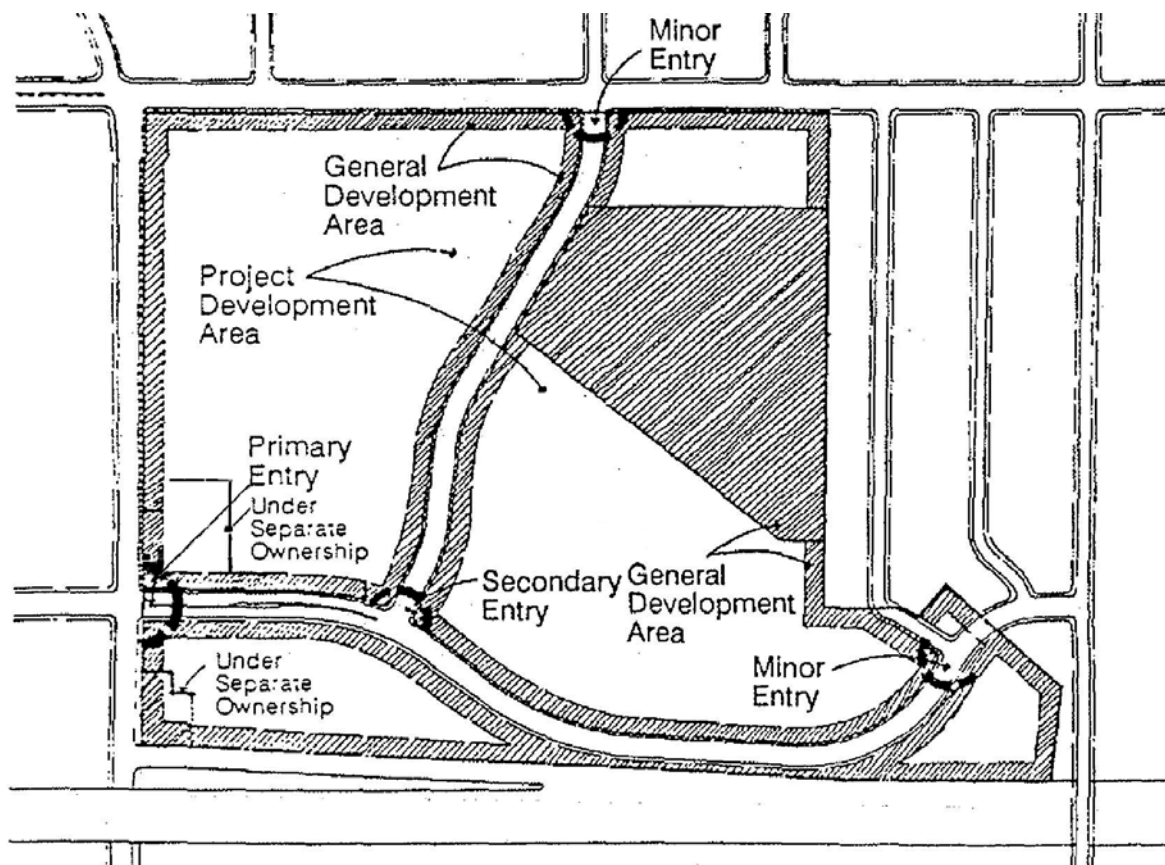 Minor
Entry
General
Development
Area
Project
Development
Area
Primary
Entry
Under
Separate
Ownership
Secondary
Entry
General
Development
Area
Under
Separate
Ownership
Minor
Entry